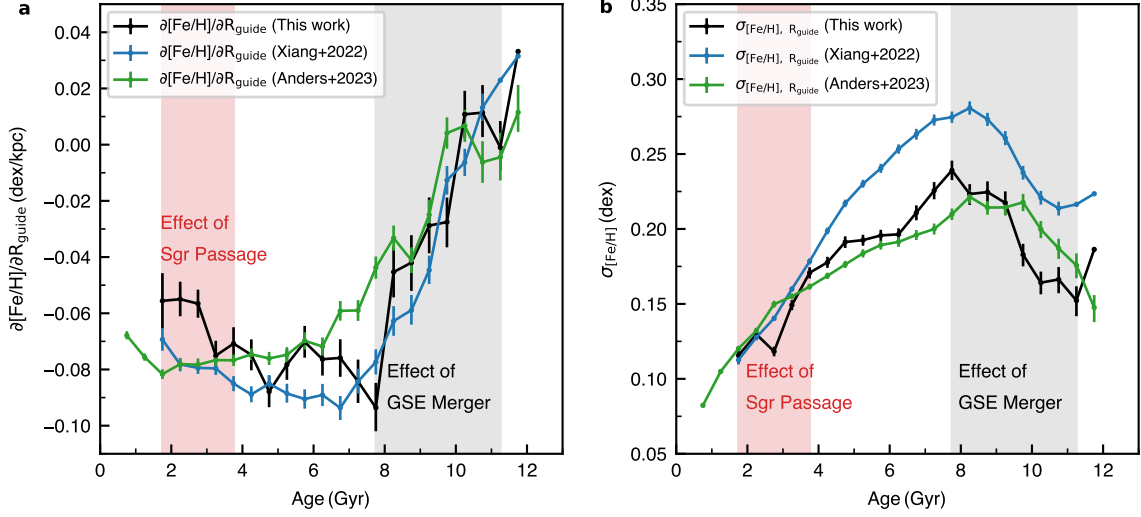 a
∂[Fe/H]/∂R_guide (This work)
∂[Fe/H]/∂R_guide (Xiang+2022)
∂[Fe/H]/∂R_guide (Anders+2023)
Effect of
Sgr Passage
Effect of
GSE Merger
∂[Fe/H]/∂R_guide (dex/kpc)
0.04
0.02
0.00
−0.02
−0.04
−0.06
−0.08
−0.10
0 2 4 6 8 10 12
Age (Gyr)
b
σ_[Fe/H], R_guide (This work)
σ_[Fe/H], R_guide (Xiang+2022)
σ_[Fe/H], R_guide (Anders+2023)
Effect of
Sgr Passage
Effect of
GSE Merger
σ_[Fe/H] (dex)
0.35
0.30
0.25
0.20
0.15
0.10
0.05
0 2 4 6 8 10 12
Age (Gyr)